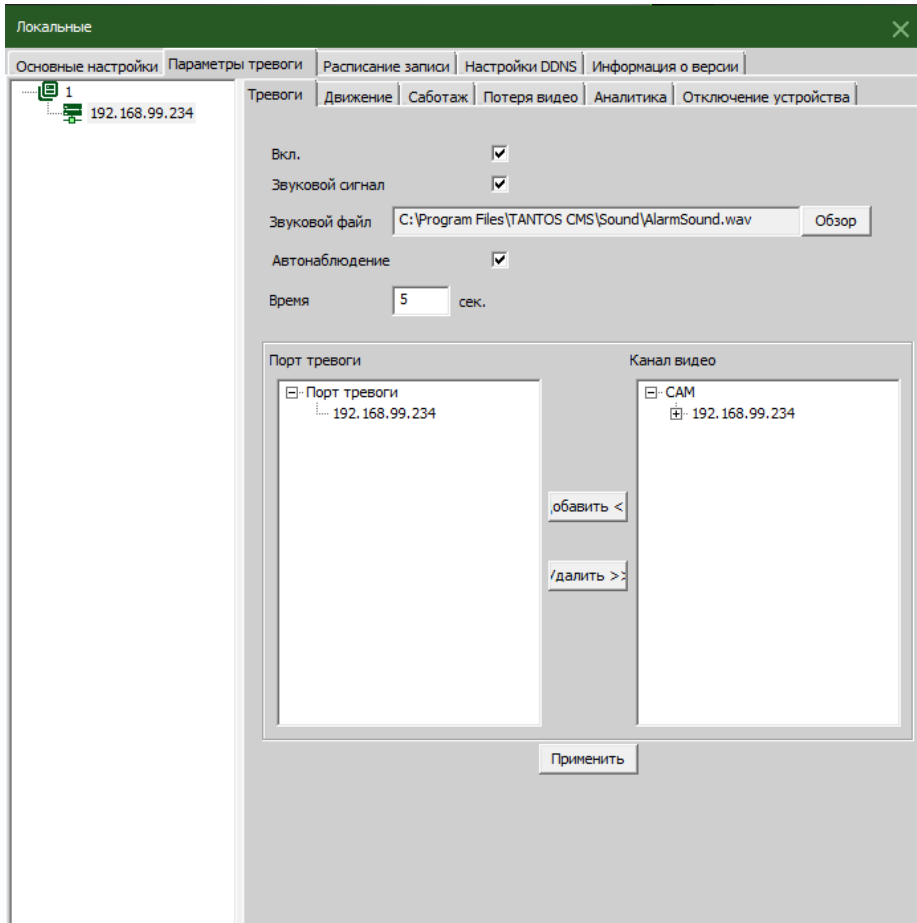 Локальные
Основные настройки Параметры тревоги Расписание записи Настройки DDNS Информация о версии
1
192.168.99.234
Тревоги Движение Саботаж Потеря видео Аналитика Отключение устройства
Вкл.
Звуковой сигнал
Звуковой файл C:\Program Files\TANTOS CMS\Sound\AlarmSound.wav Обзор
Автонаблюдение
Время 5 сек.
Порт тревоги Канал видео
Порт тревоги CAM
192.168.99.234 192.168.99.234
обавить <
далить >>
Применить